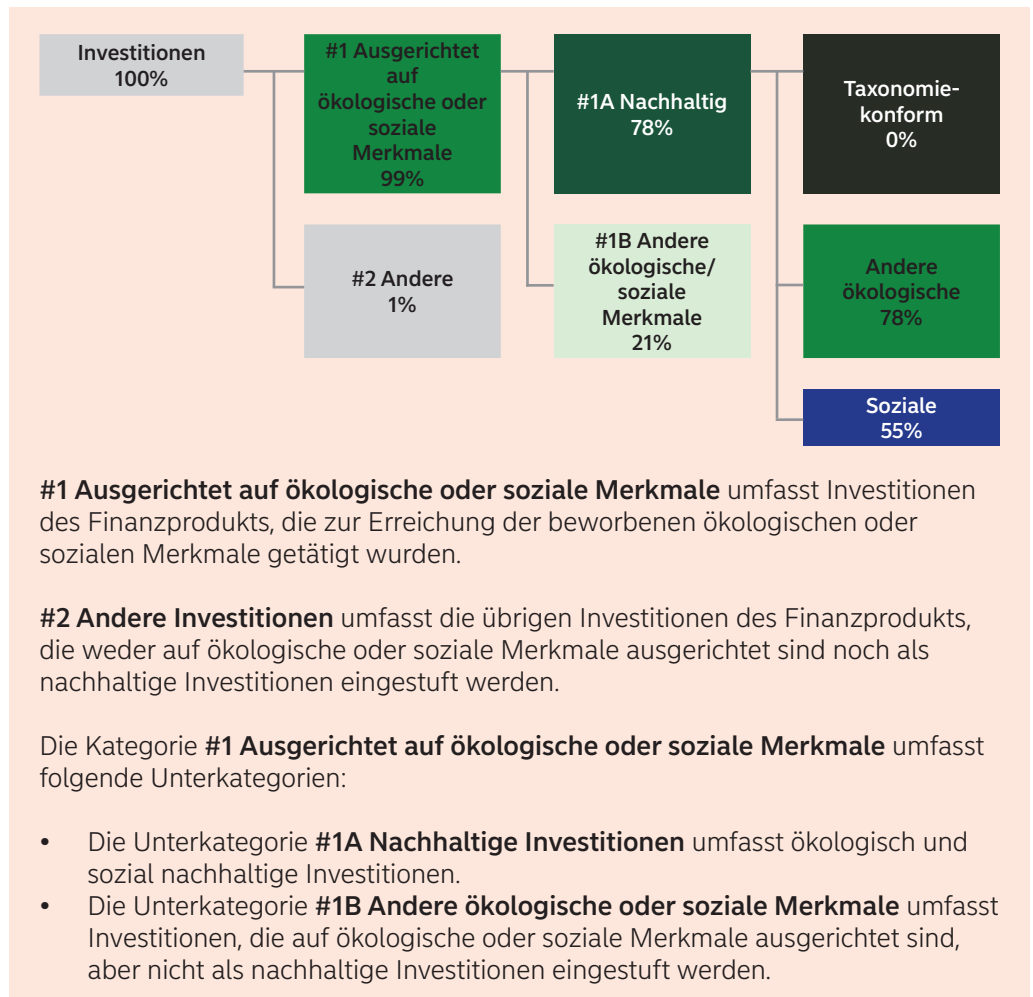 Investitionen
100%
#1 Ausgerichtet
auf
ökologische oder
soziale
Merkmale
99%
#1A Nachhaltig
78%
Taxonomie-
konform
0%
#2 Andere
1%
#1B Andere
ökologische/
soziale
Merkmale
21%
Andere
ökologische
78%
Soziale
55%
#1 Ausgerichtet auf ökologische oder soziale Merkmale umfasst Investitionen
des Finanzprodukts, die zur Erreichung der beworbenen ökologischen oder
sozialen Merkmale getätigt wurden.
#2 Andere Investitionen umfasst die übrigen Investitionen des Finanzprodukts,
die weder auf ökologische oder soziale Merkmale ausgerichtet sind noch als
nachhaltige Investitionen eingestuft werden.
Die Kategorie #1 Ausgerichtet auf ökologische oder soziale Merkmale umfasst
folgende Unterkategorien:
• Die Unterkategorie #1A Nachhaltige Investitionen umfasst ökologisch und
sozial nachhaltige Investitionen.
• Die Unterkategorie #1B Andere ökologische oder soziale Merkmale umfasst
Investitionen, die auf ökologische oder soziale Merkmale ausgerichtet sind,
aber nicht als nachhaltige Investitionen eingestuft werden.